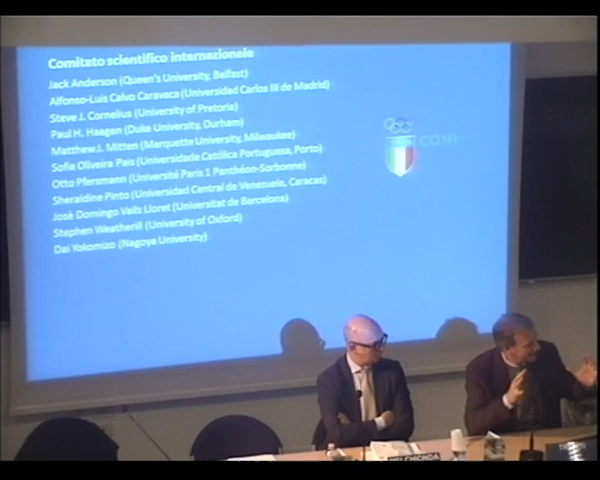 Comitato scientifico internazionale
Jack Anderson (Queen's University, Belfast)
Alfonso-Luis Calvo Caravaca (Universidad Carlos III de Madrid)
Steve J. Cornelius (University of Pretoria)
Paul H. Haagen (Duke University, Durham)
Matthew J. Mitten (Marquette University, Milwaukee)
Sofia Oliveira Pais (Universidade Católica Portuguesa, Porto)
Otto Pfersmann (Université Paris 1 Panthéon-Sorbonne)
Sheraldine Pinto (Universidad Central de Venezuela, Caracas)
Josè Domingo Valls Lloret (Universitat de Barcelona)
Stephen Weatherill (University of Oxford)
Dai Yokomizo (Nagoya University)
CONI